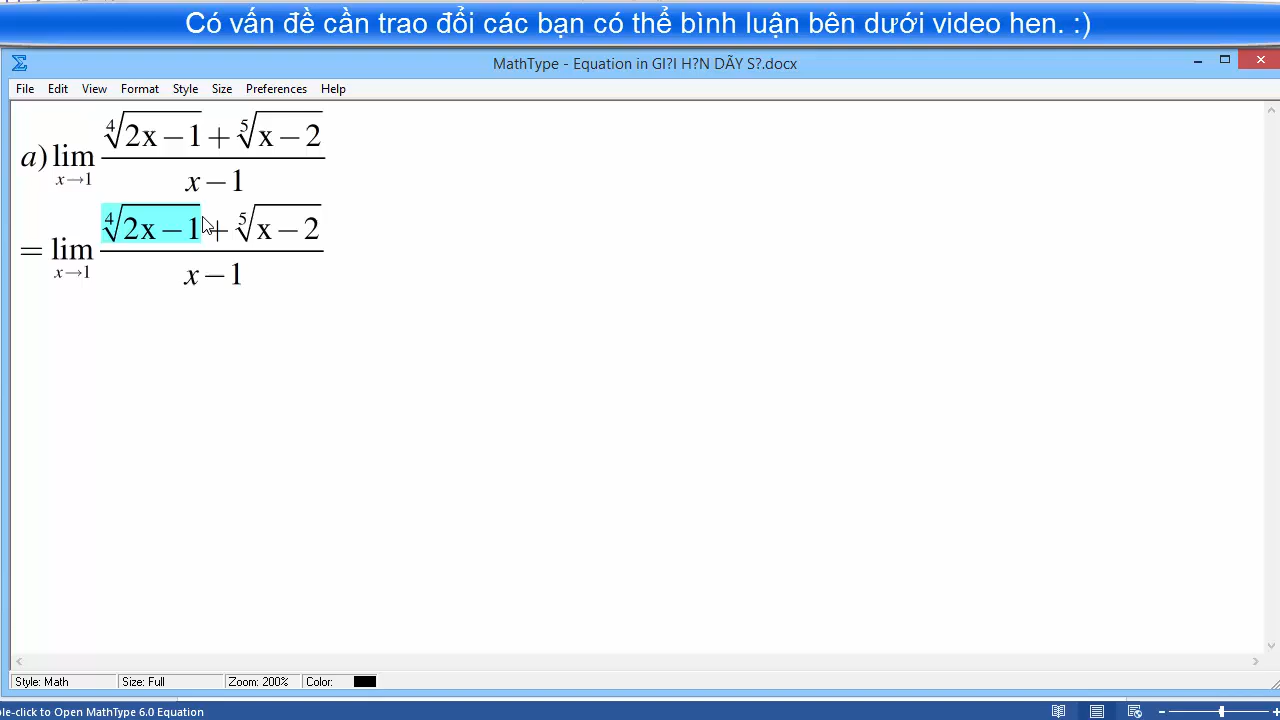 Có vấn đề cần trao đổi các bạn có thể bình luận bên dưới video hen. :)
MathType - Equation in GI?I H?N DÃY S?.docx
File Edit View Format Style Size Preferences Help
a) lim x→1 (⁴√(2x − 1) + ⁵√(x − 2)) / (x − 1)
= lim x→1 (⁴√(2x − 1) + ⁵√(x − 2)) / (x − 1)
Style: Math Size: Full Zoom: 200% Color:
le-click to Open MathType 6.0 Equation